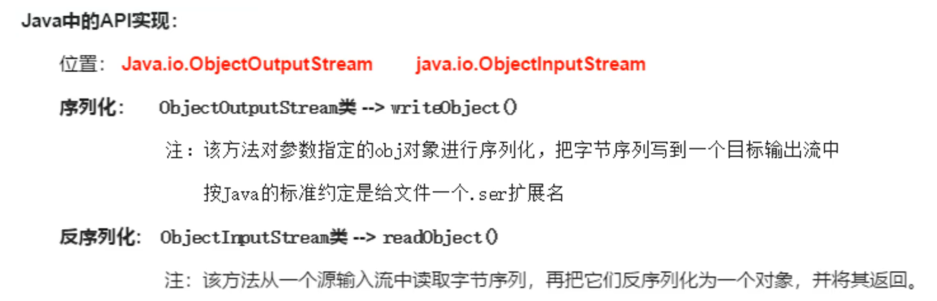 Java中的API实现：
位置： Java.io.ObjectOutputStream java.io.ObjectInputStream
序列化： ObjectOutputStream类 --> writeObject()
注：该方法对参数指定的obj对象进行序列化，把字节序列写到一个目标输出流中
按Java的标准约定是给文件一个.ser扩展名
反序列化： ObjectInputStream类 --> readObject()
注：该方法从一个源输入流中读取字节序列，再把它们反序列化为一个对象，并将其返回。